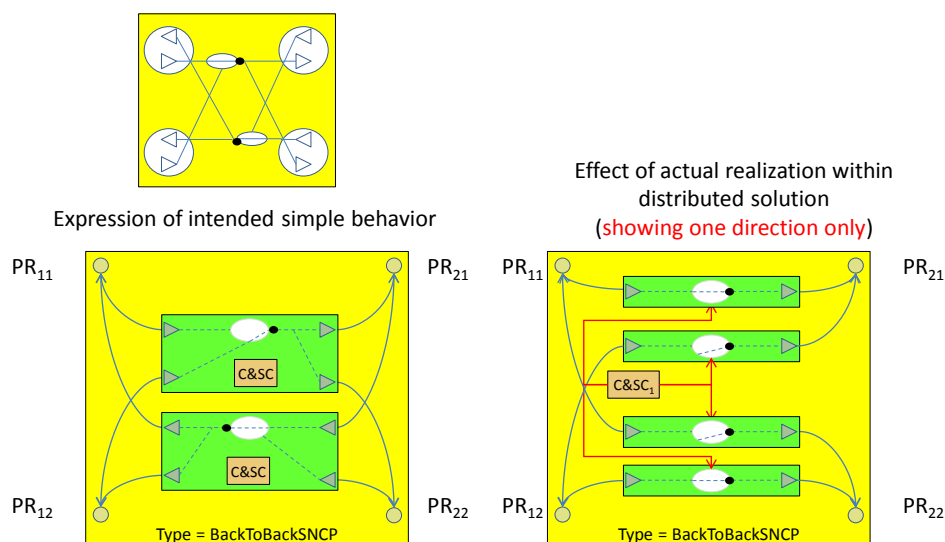 Expression of intended simple behavior
Effect of actual realization within
distributed solution
(showing one direction only)
PR11
PR21
C&SC
C&SC
PR12
PR22
Type = BackToBackSNCP
PR11
PR21
C&SC1
PR12
PR22
Type = BackToBackSNCP